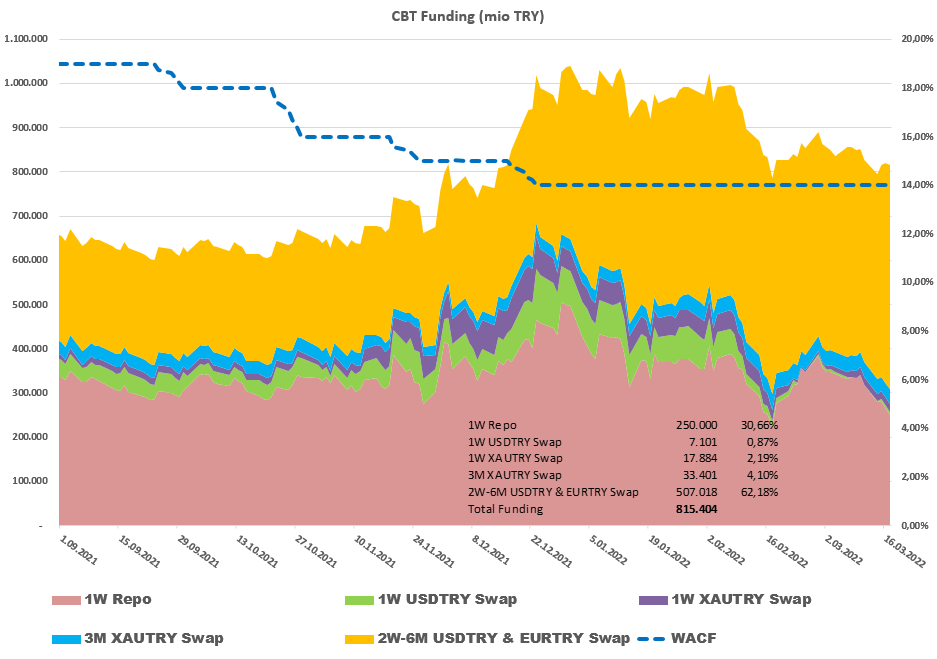 CBT Funding (mio TRY)
1.100.000
1.000.000
900.000
800.000
700.000
600.000
500.000
400.000
300.000
200.000
100.000
-
20,00%
18,00%
16,00%
14,00%
12,00%
10,00%
8,00%
6,00%
4,00%
2,00%
0,00%
1W Repo 250.000 30,66%
1W USDTRY Swap 7.101 0,87%
1W XAUTRY Swap 17.884 2,19%
3M XAUTRY Swap 33.401 4,10%
2W-6M USDTRY & EURTRY Swap 507.018 62,18%
Total Funding 815.404
1.09.2021 15.09.2021 29.09.2021 13.10.2021 27.10.2021 10.11.2021 24.11.2021 8.12.2021 22.12.2021 5.01.2022 19.01.2022 2.02.2022 16.02.2022 2.03.2022 16.03.2022
1W Repo 1W USDTRY Swap 1W XAUTRY Swap
3M XAUTRY Swap 2W-6M USDTRY & EURTRY Swap WACF